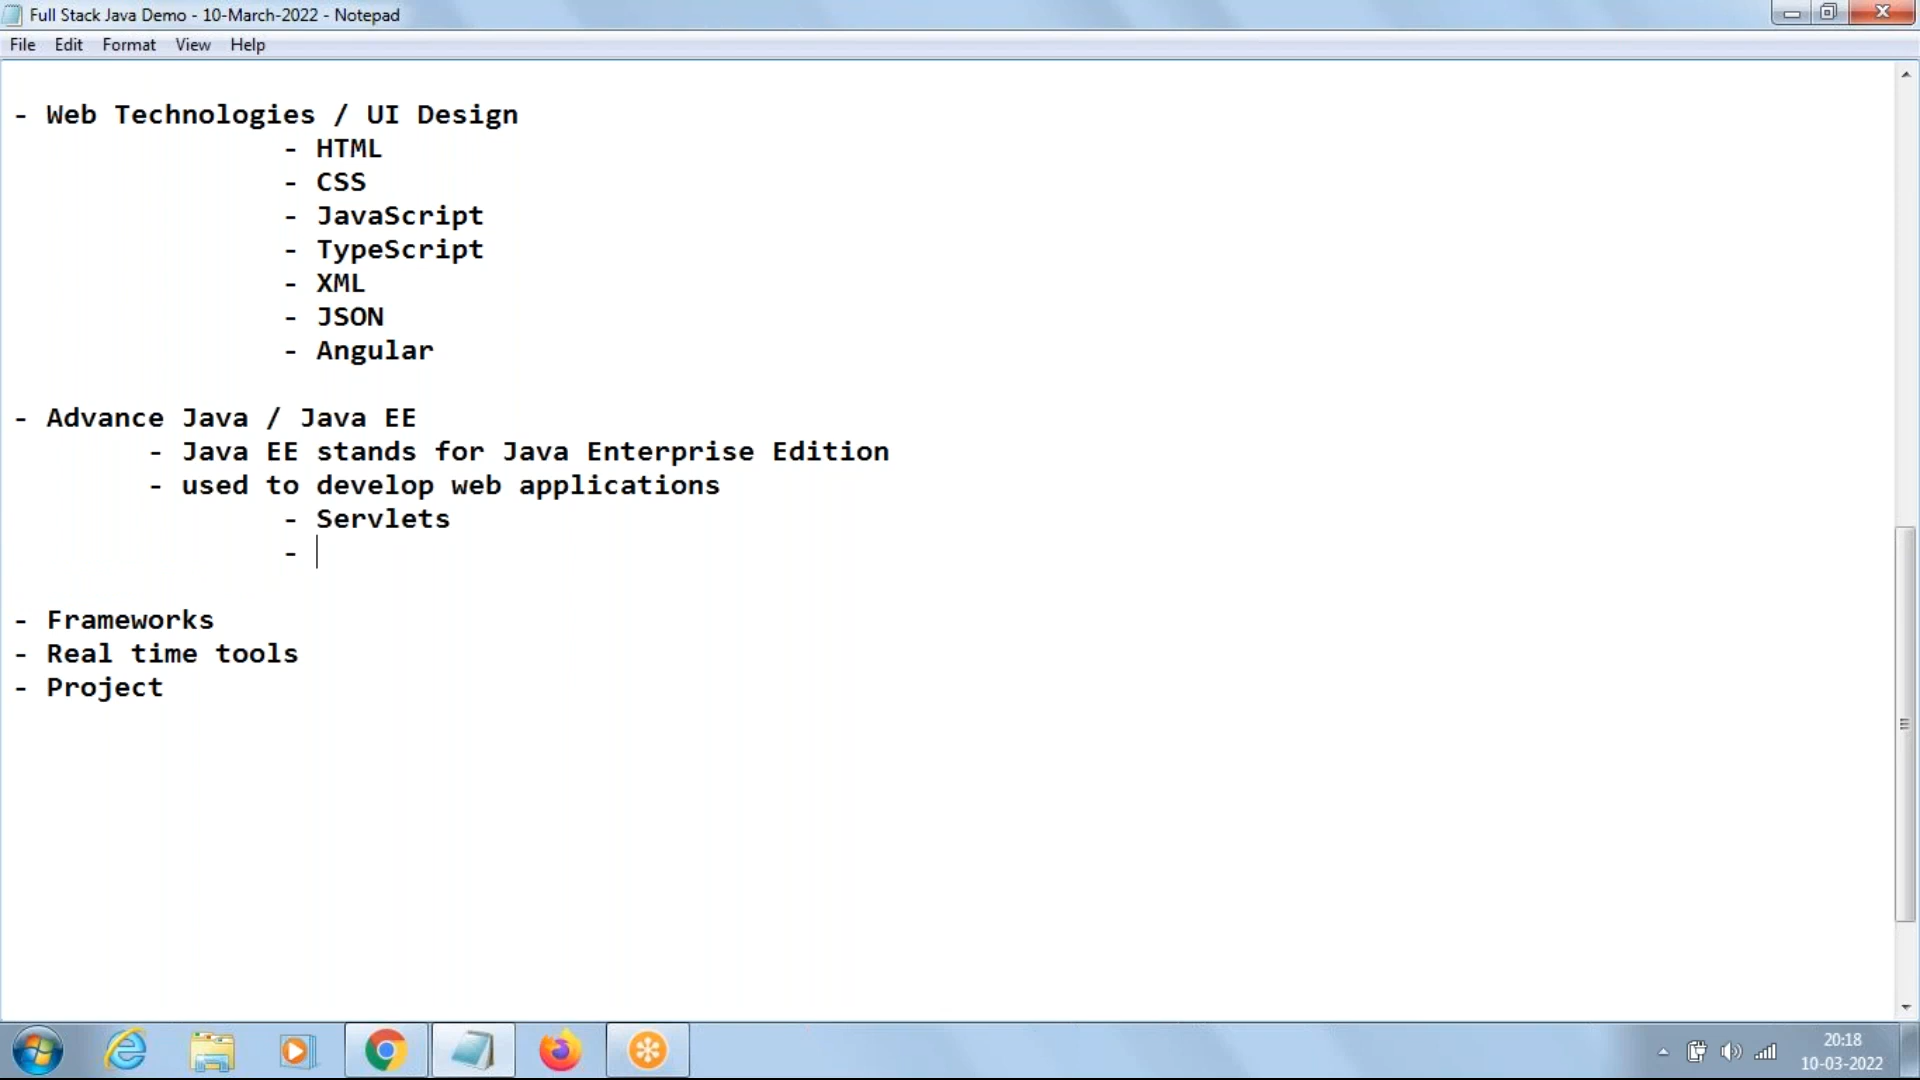 Full Stack Java Demo - 10-March-2022 - Notepad
File Edit Format View Help
- Web Technologies / UI Design
- HTML
- CSS
- JavaScript
- TypeScript
- XML
- JSON
- Angular
- Advance Java / Java EE
- Java EE stands for Java Enterprise Edition
- used to develop web applications
- Servlets
-
- Frameworks
- Real time tools
- Project
20:18
10-03-2022